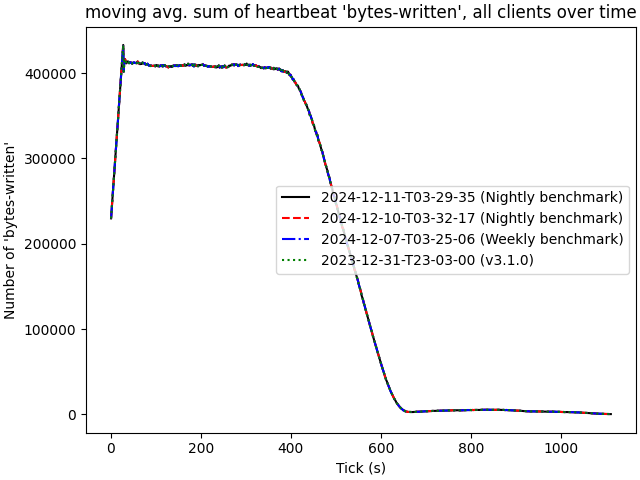 moving avg. sum of heartbeat 'bytes-written', all clients over time
Number of 'bytes-written'
400000
300000
200000
100000
0
2024-12-11-T03-29-35 (Nightly benchmark)
2024-12-10-T03-32-17 (Nightly benchmark)
2024-12-07-T03-25-06 (Weekly benchmark)
2023-12-31-T23-03-00 (v3.1.0)
0 200 400 600 800 1000
Tick (s)